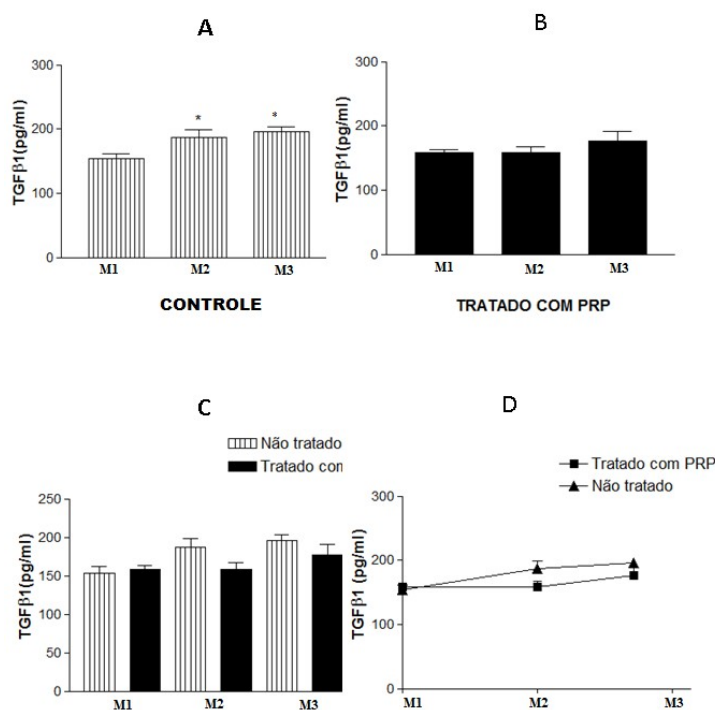 A
TGFβ1(pg/ml)
300
200
100
0
*
*
M1 M2 M3
CONTROLE
B
TGFβ1(pg/ml)
300
200
100
0
M1 M2 M3
TRATADO COM PRP
C
Não tratado
Tratado con
TGFβ1(pg/ml)
250
200
150
100
50
0
M1 M2 M3
D
Tratado com PRP
Não tratado
TGFβ1 (pg/ml)
300
200
100
0
M1 M2 M3